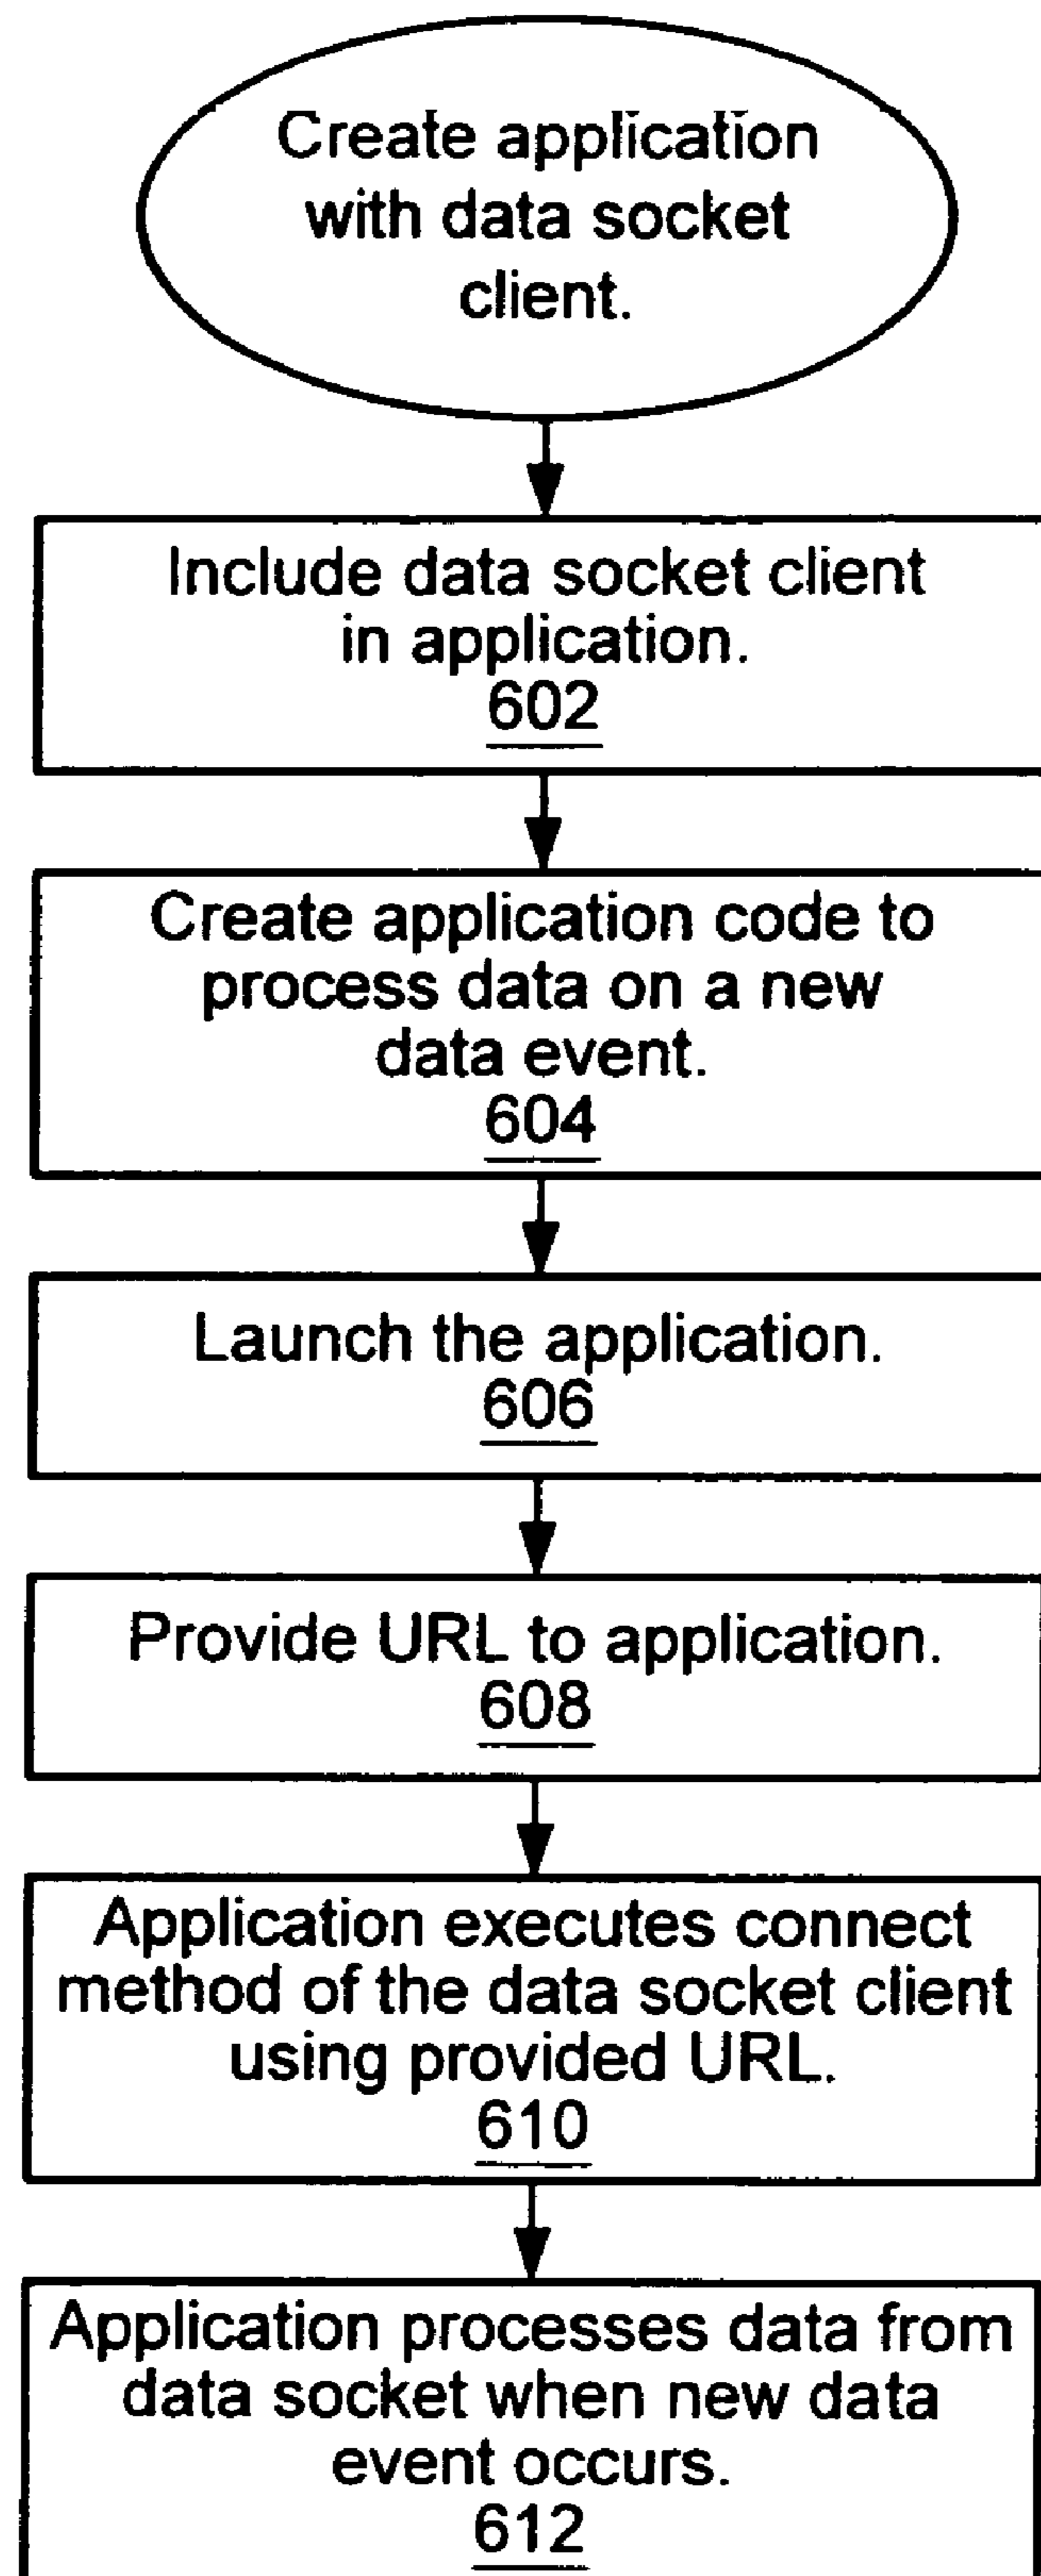 Create application
with data socket
client.
Include data socket client
in application.
602
Create application code to
process data on a new
data event.
604
Launch the application.
606
Provide URL to application.
608
Application executes connect
method of the data socket client
using provided URL.
610
Application processes data from
data socket when new data
event occurs.
612